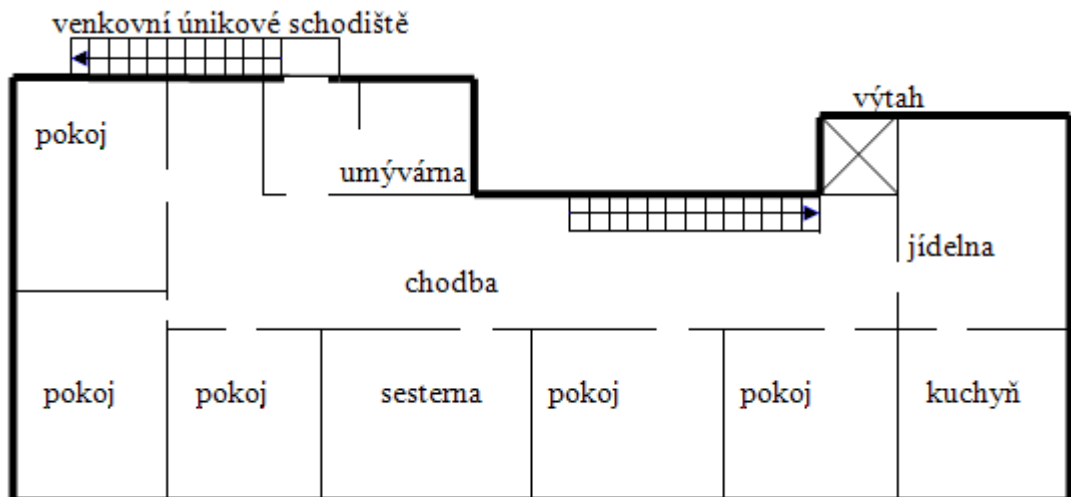 venkovní únikové schodiště
výtah
pokoj
umývárna
jídelna
chodba
pokoj
pokoj
sesterna
pokoj
pokoj
kuchyň